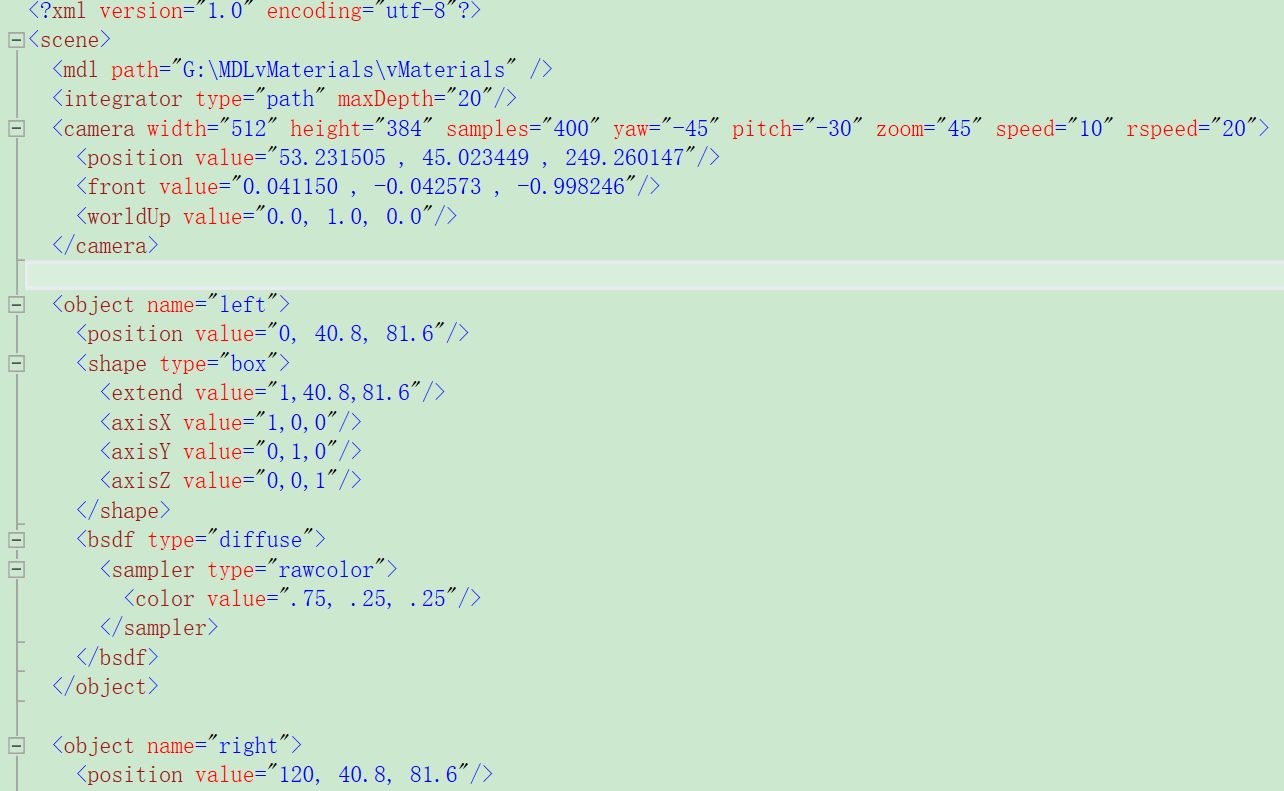 <?xml version="1.0" encoding="utf-8"?>
<scene>
<mdl path="G:\MDLvMaterials\vMaterials" />
<integrator type="path" maxDepth="20"/>
<camera width="512" height="384" samples="400" yaw="-45" pitch="-30" zoom="45" speed="10" rspeed="20">
<position value="53.231505 , 45.023449 , 249.260147"/>
<front value="0.041150 , -0.042573 , -0.998246"/>
<worldUp value="0.0, 1.0, 0.0"/>
</camera>
<object name="left">
<position value="0, 40.8, 81.6"/>
<shape type="box">
<extend value="1,40.8,81.6"/>
<axisX value="1,0,0"/>
<axisY value="0,1,0"/>
<axisZ value="0,0,1"/>
</shape>
<bsdf type="diffuse">
<sampler type="rawcolor">
<color value=".75, .25, .25"/>
</sampler>
</bsdf>
</object>
<object name="right">
<position value="120, 40.8, 81.6"/>